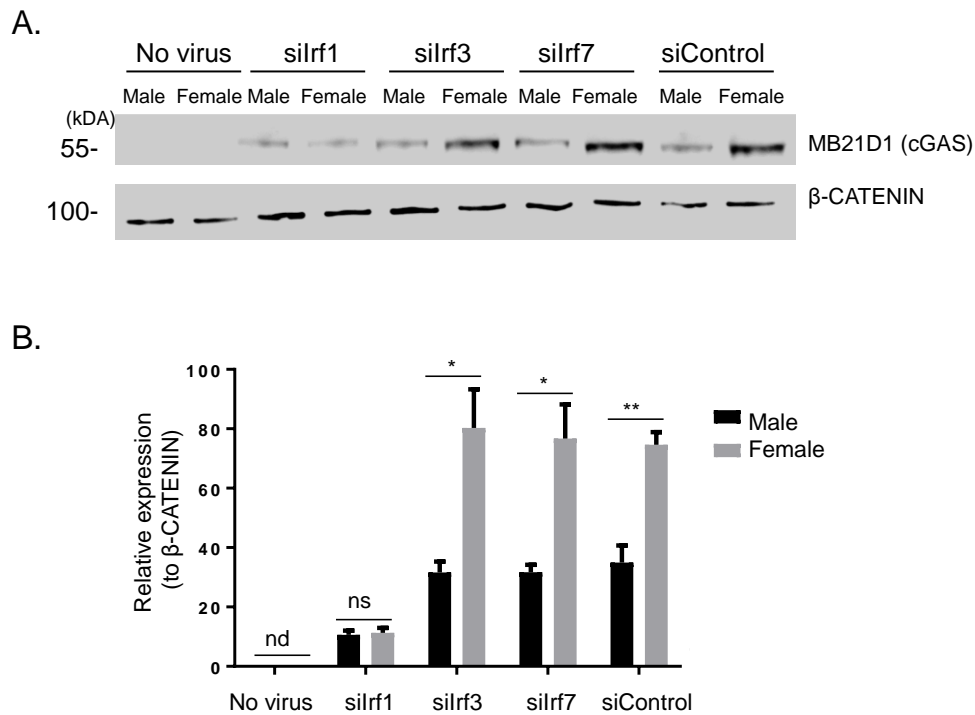 A.
No virus siIrf1 siIrf3 siIrf7 siControl
Male Female Male Female Male Female Male Female Male Female
(kDA)
55- MB21D1 (cGAS)
100- β-CATENIN
B.
Relative expression
(to β-CATENIN)
100
80
60
40
20
0
nd
ns
*
*
**
No virus siIrf1 siIrf3 siIrf7 siControl
Male
Female